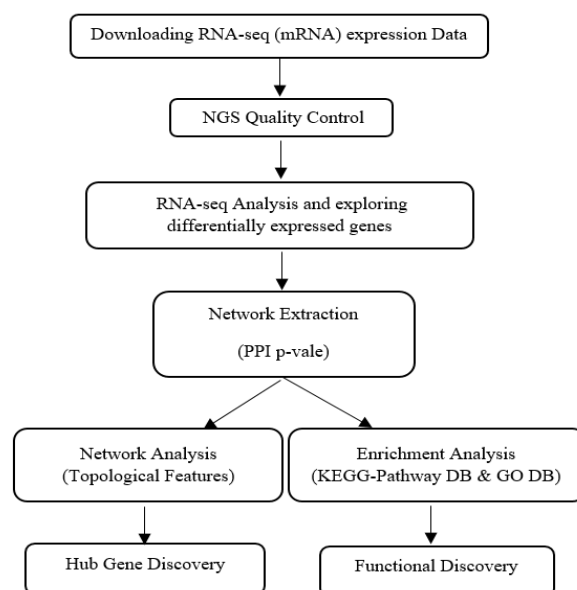 Downloading RNA-seq (mRNA) expression Data
NGS Quality Control
RNA-seq Analysis and exploring
differentially expressed genes
Network Extraction
(PPI p-vale)
Network Analysis
(Topological Features)
Enrichment Analysis
(KEGG-Pathway DB & GO DB)
Hub Gene Discovery
Functional Discovery